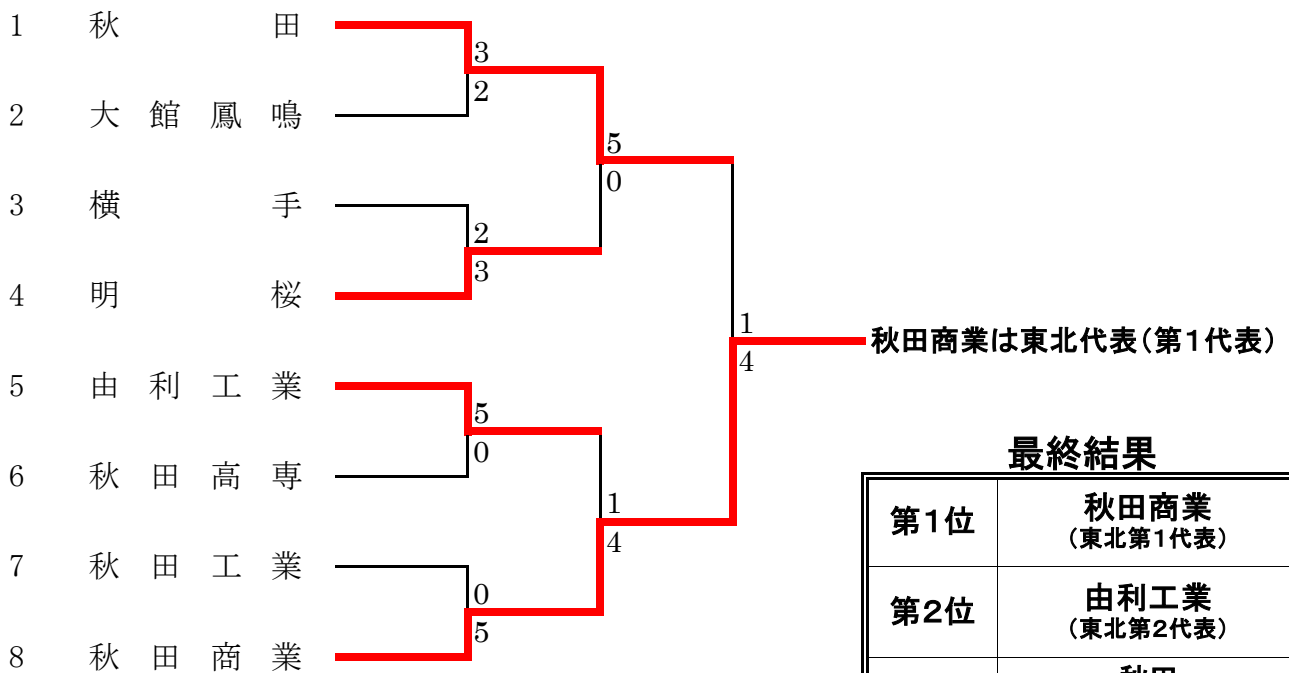 1 秋田
3
2
2 大館鳳鳴
5
0
3 横手
2
3
4 明桜
1
4
秋田商業は東北代表(第1代表)
5 由利工業
5
0
6 秋田高専
1
4
7 秋田工業
0
5
8 秋田商業
最終結果
第1位 秋田商業
(東北第1代表)
第2位 由利工業
(東北第2代表)
秋田